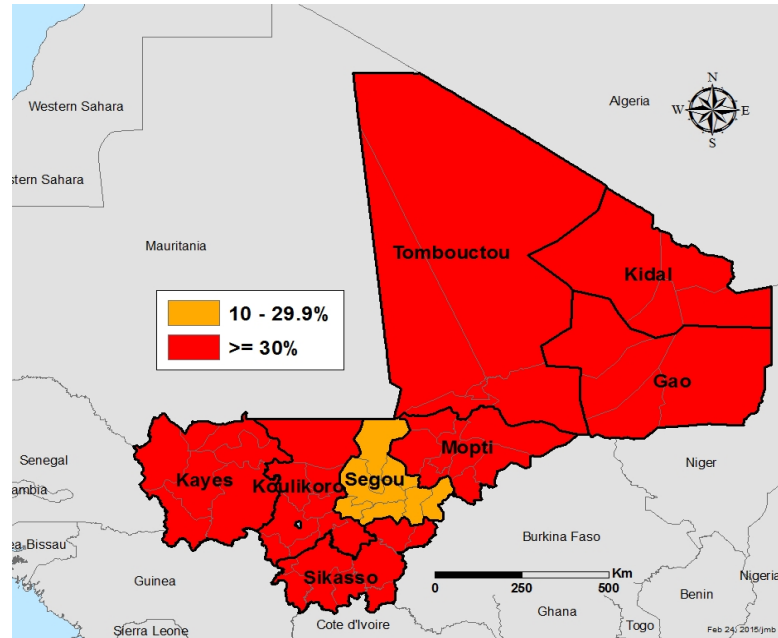 N
Western Sahara
Algeria
W
E
S
stern Sahara
Mauritania
Tombouctou
Kidal
10 - 29.9%
>= 30%
Gao
Mopti
Senegal
Kayes
Koulikoro
Segou
Niger
ambia
Burkina Faso
ea-Bissau
Km
Guinea
Sikasso
0
250
500
Nigeria
Benin
Ghana
Sierra Leone
Cote d'Ivoire
Togo
Feb 24, 2015/jmb